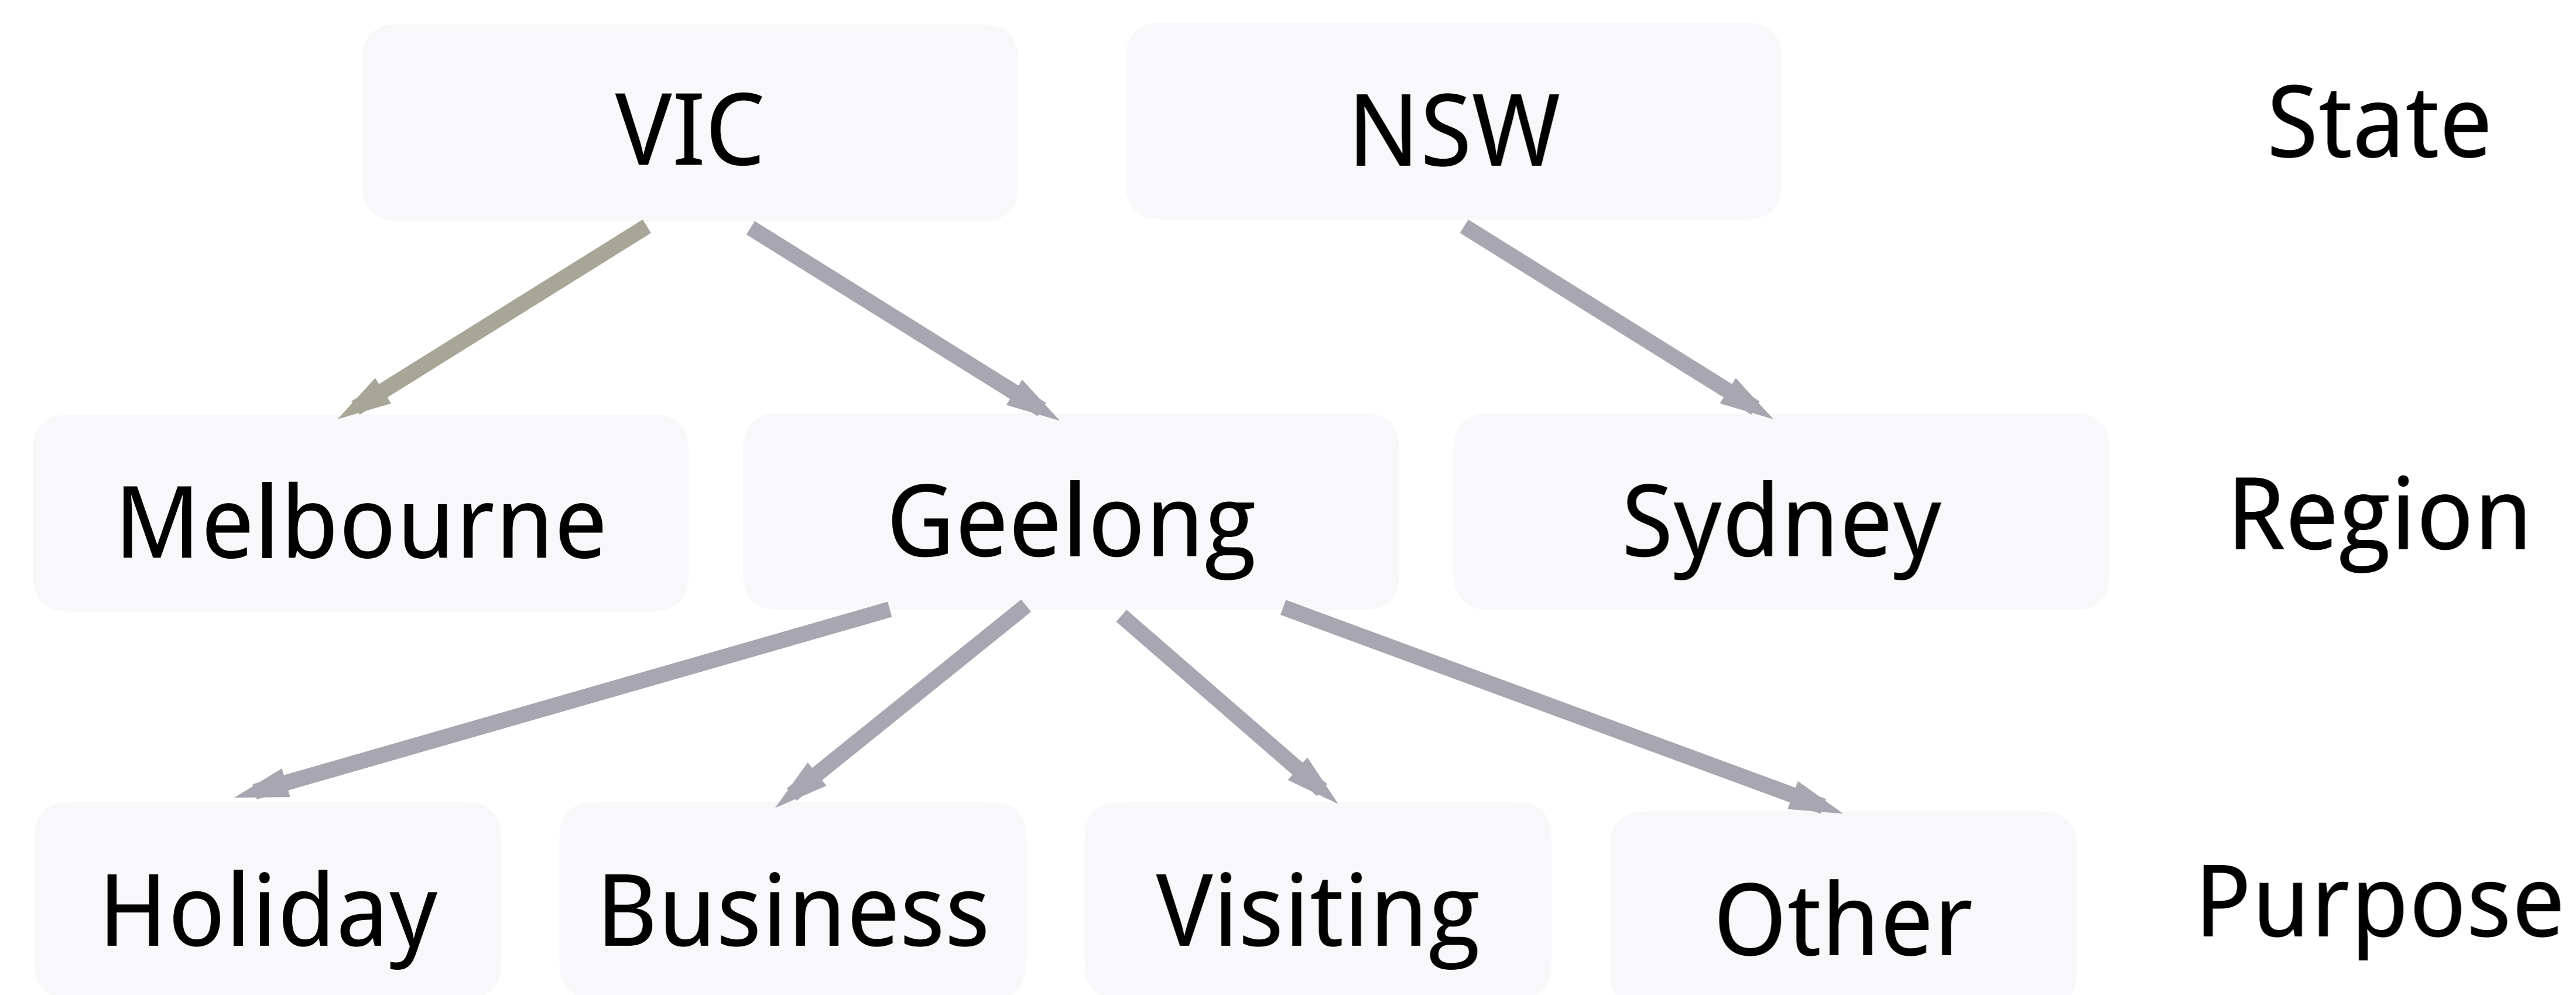 VIC NSW State
Melbourne Geelong Sydney Region
Holiday Business Visiting Other Purpose